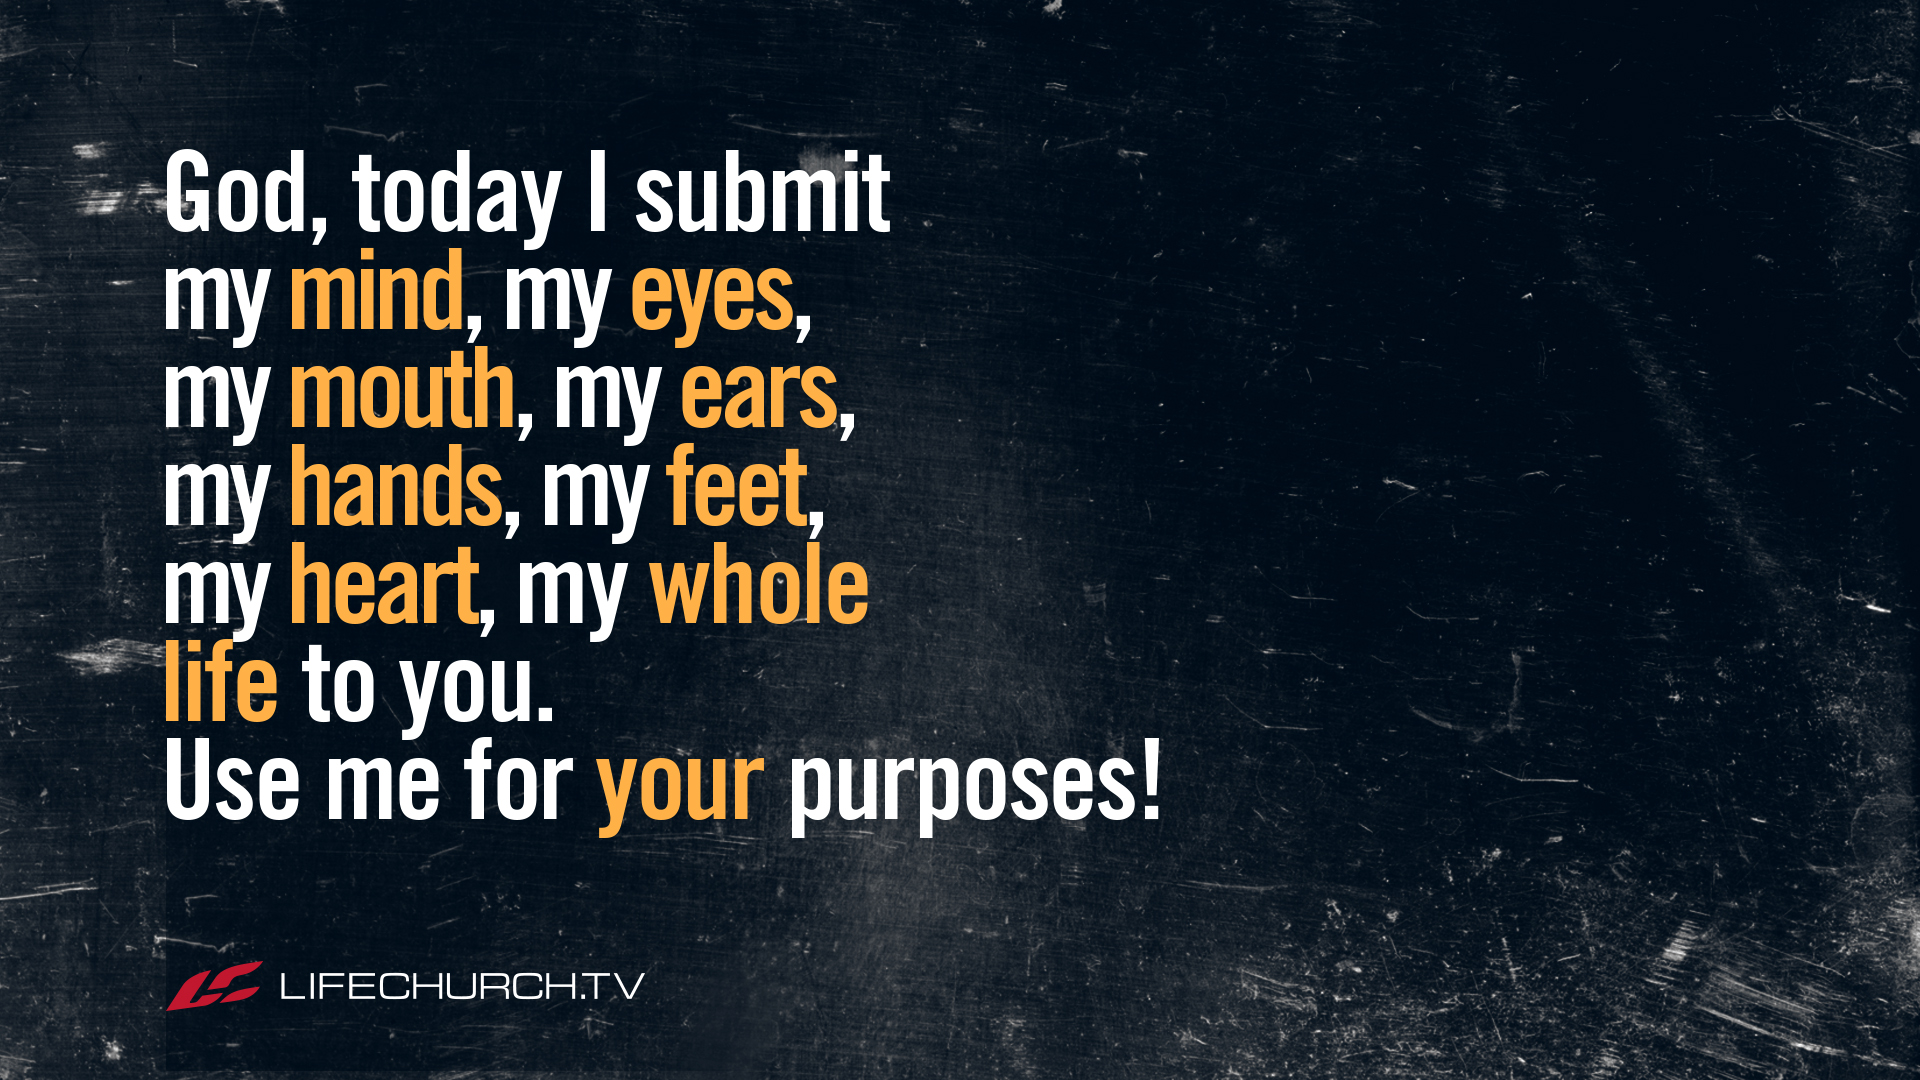 God, today I submit
my mind, my eyes,
my mouth, my ears,
my hands, my feet,
my heart, my whole
life to you.
Use me for your purposes!
LIFECHURCH.TV